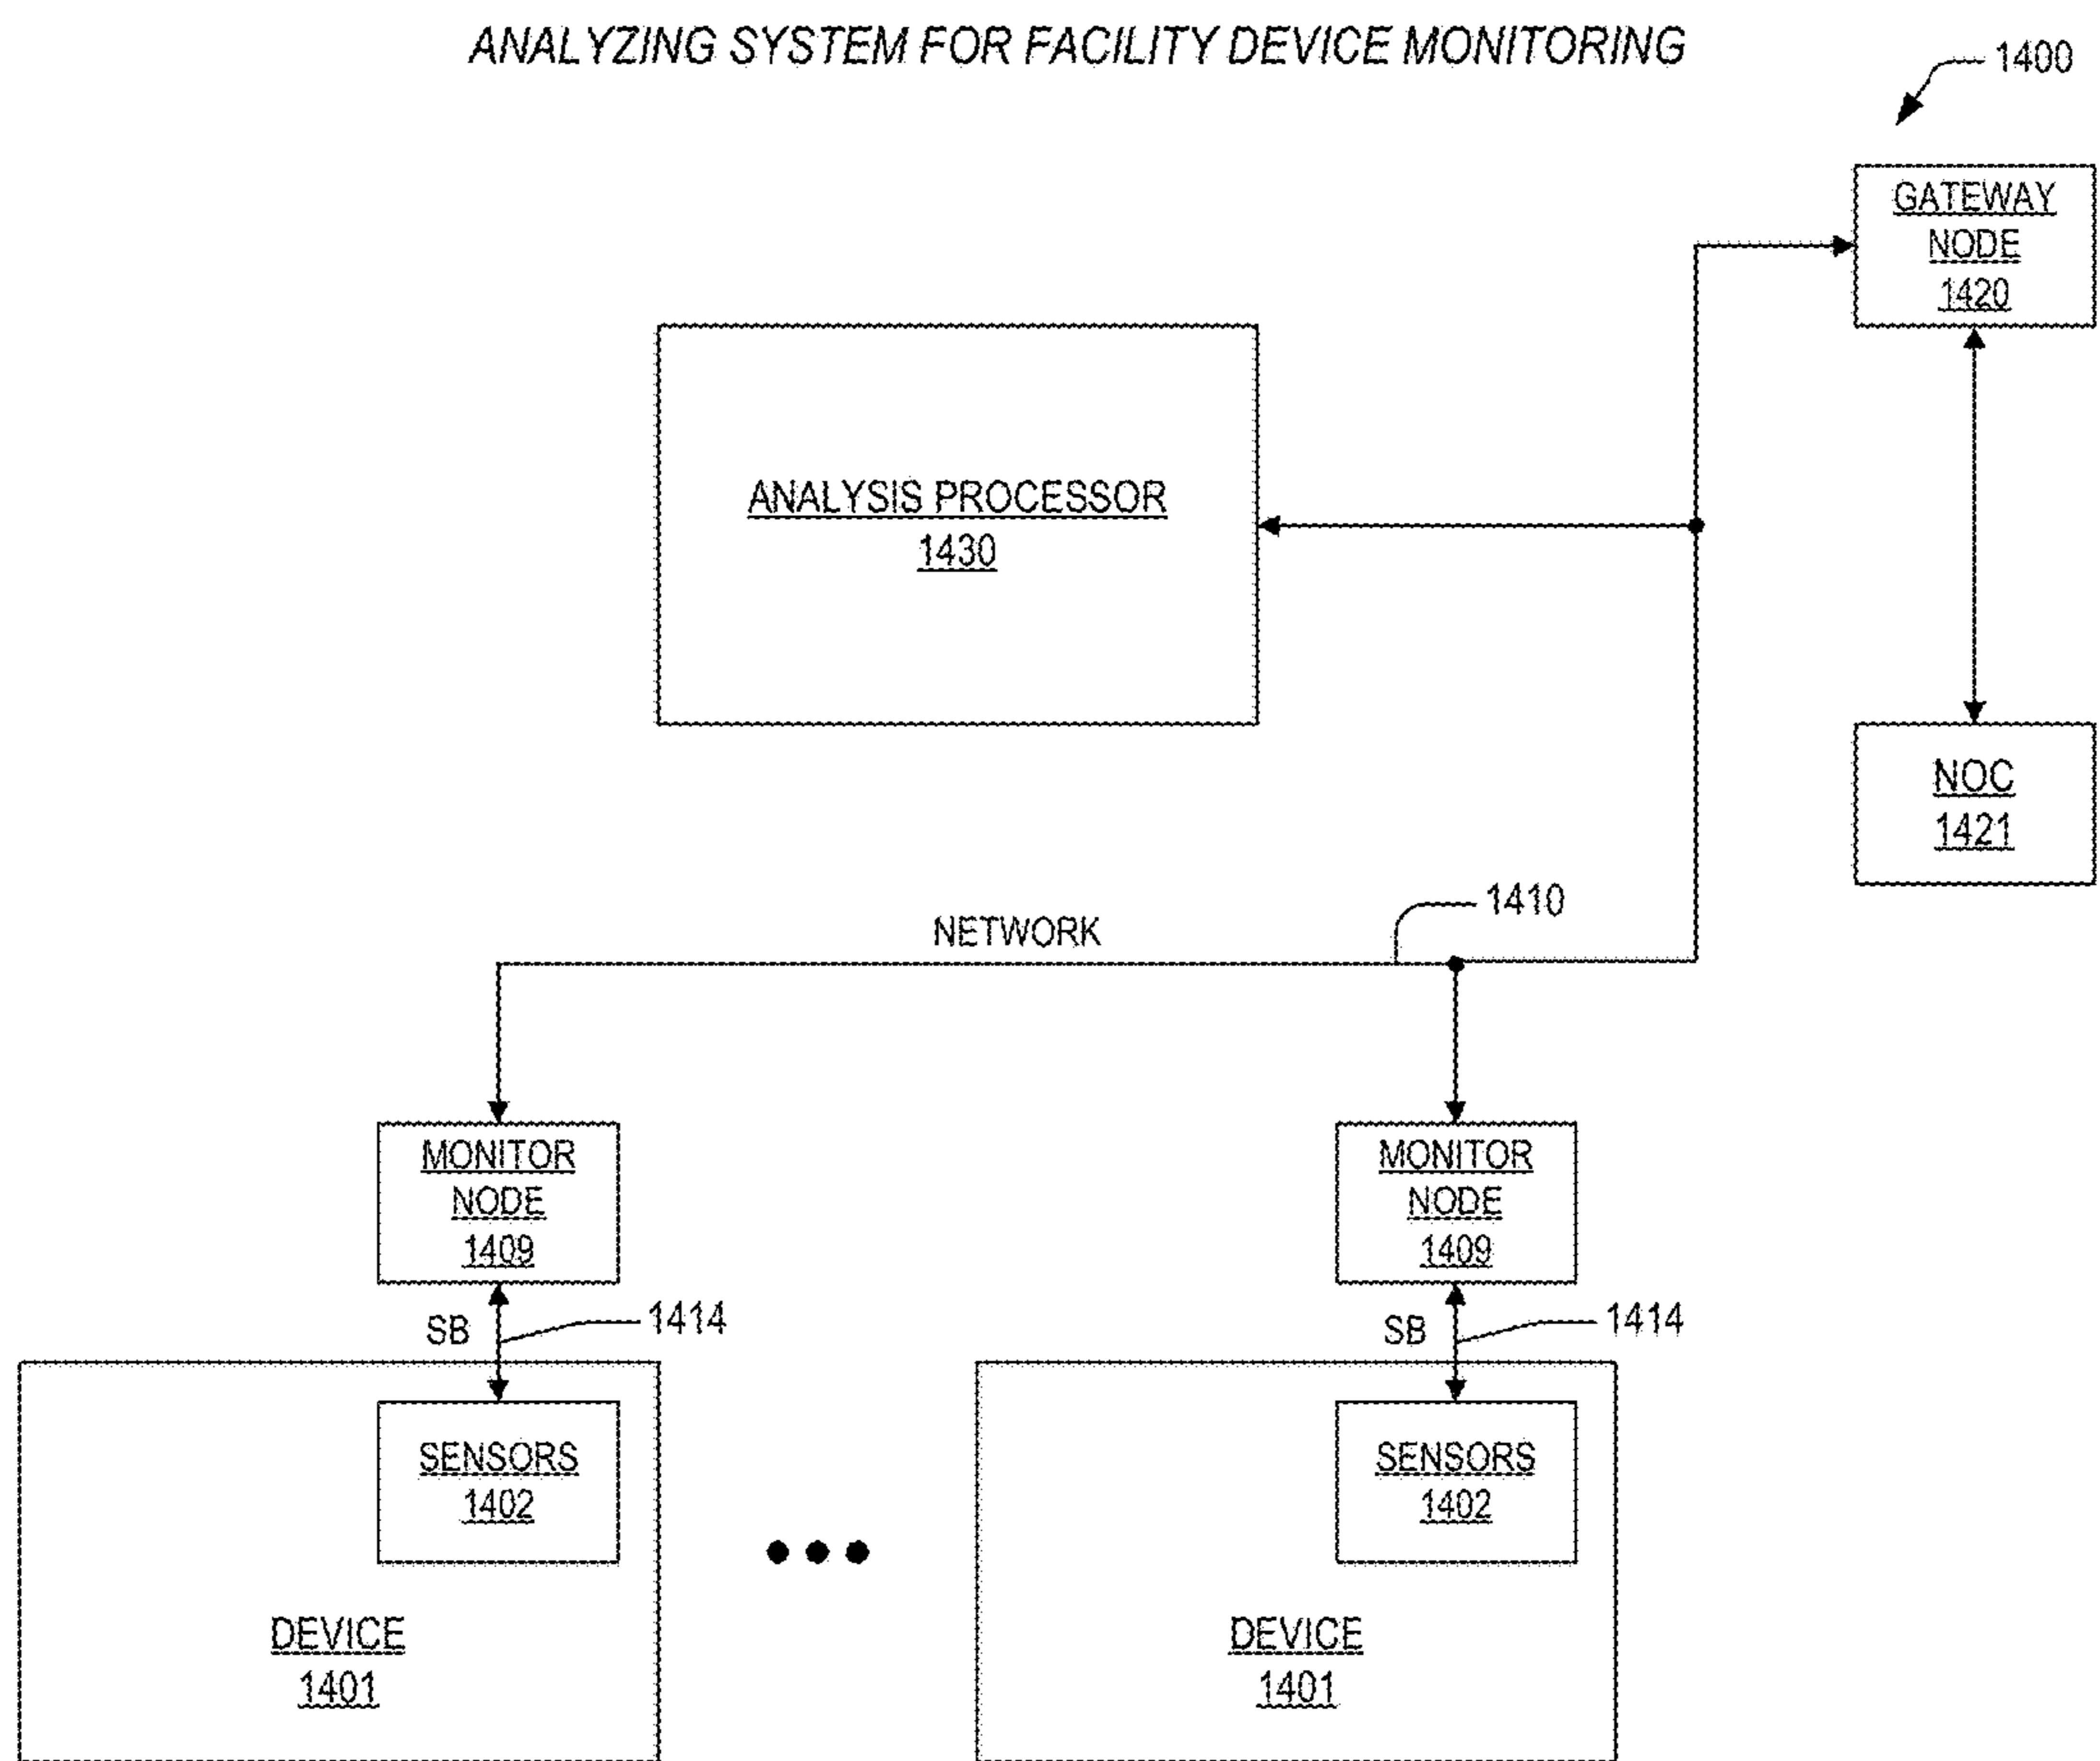 ANALYZING SYSTEM FOR FACILITY DEVICE MONITORING
1400
GATEWAY
NODE
1420
ANALYSIS PROCESSOR
1430
NOC
1421
1410
NETWORK
MONITOR
NODE
1409
MONITOR
NODE
1409
SB
1414
SB
1414
SENSORS
1402
SENSORS
1402
DEVICE
1401
DEVICE
1401